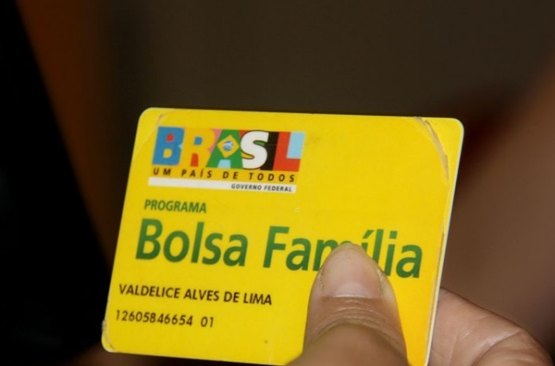 BRASIL
UM PAÍS DE TODOS
GOVERNO FEDERAL
PROGRAMA
Bolsa Família
VALDELICE ALVES DE LIMA
12605846654 01